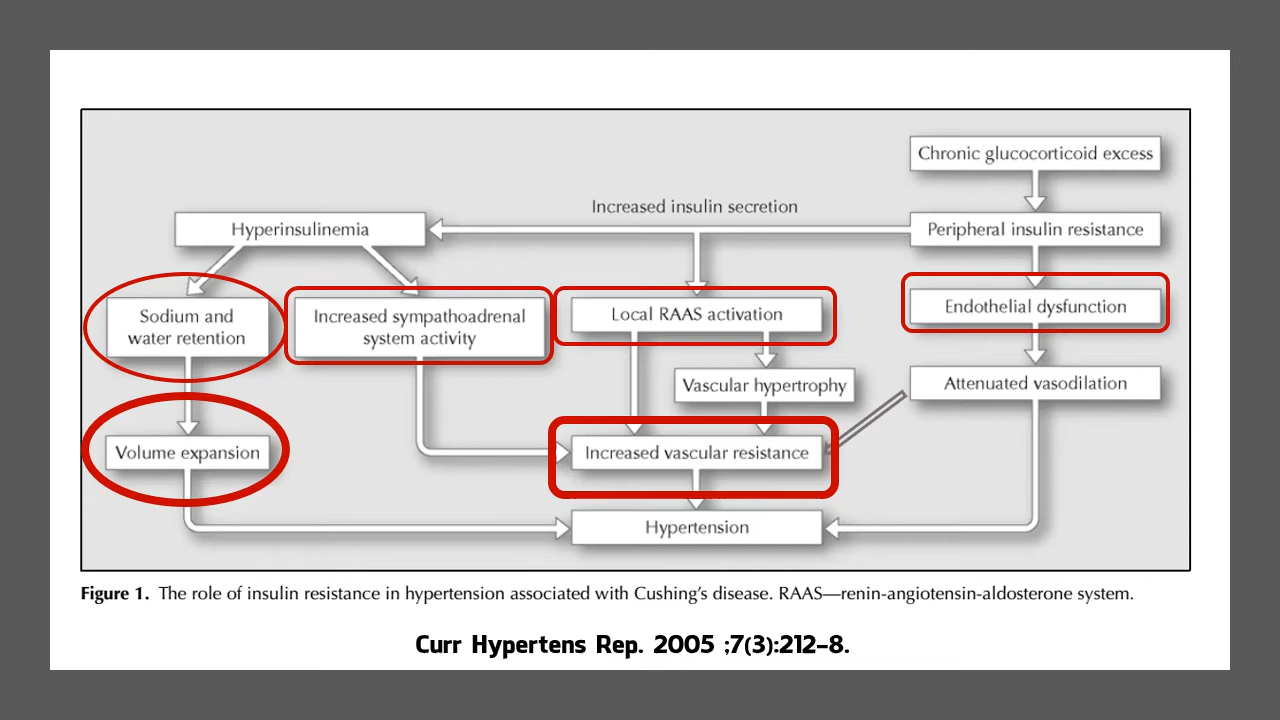 Chronic glucocorticoid excess
Increased insulin secretion
Hyperinsulinemia
Peripheral insulin resistance
Sodium and
water retention
Increased sympathoadrenal
system activity
Local RAAS activation
Endothelial dysfunction
Vascular hypertrophy
Attenuated vasodilation
Volume expansion
Increased vascular resistance
Hypertension
Figure 1. The role of insulin resistance in hypertension associated with Cushing’s disease. RAAS—renin-angiotensin-aldosterone system.
Curr Hypertens Rep. 2005 ;7(3):212–8.